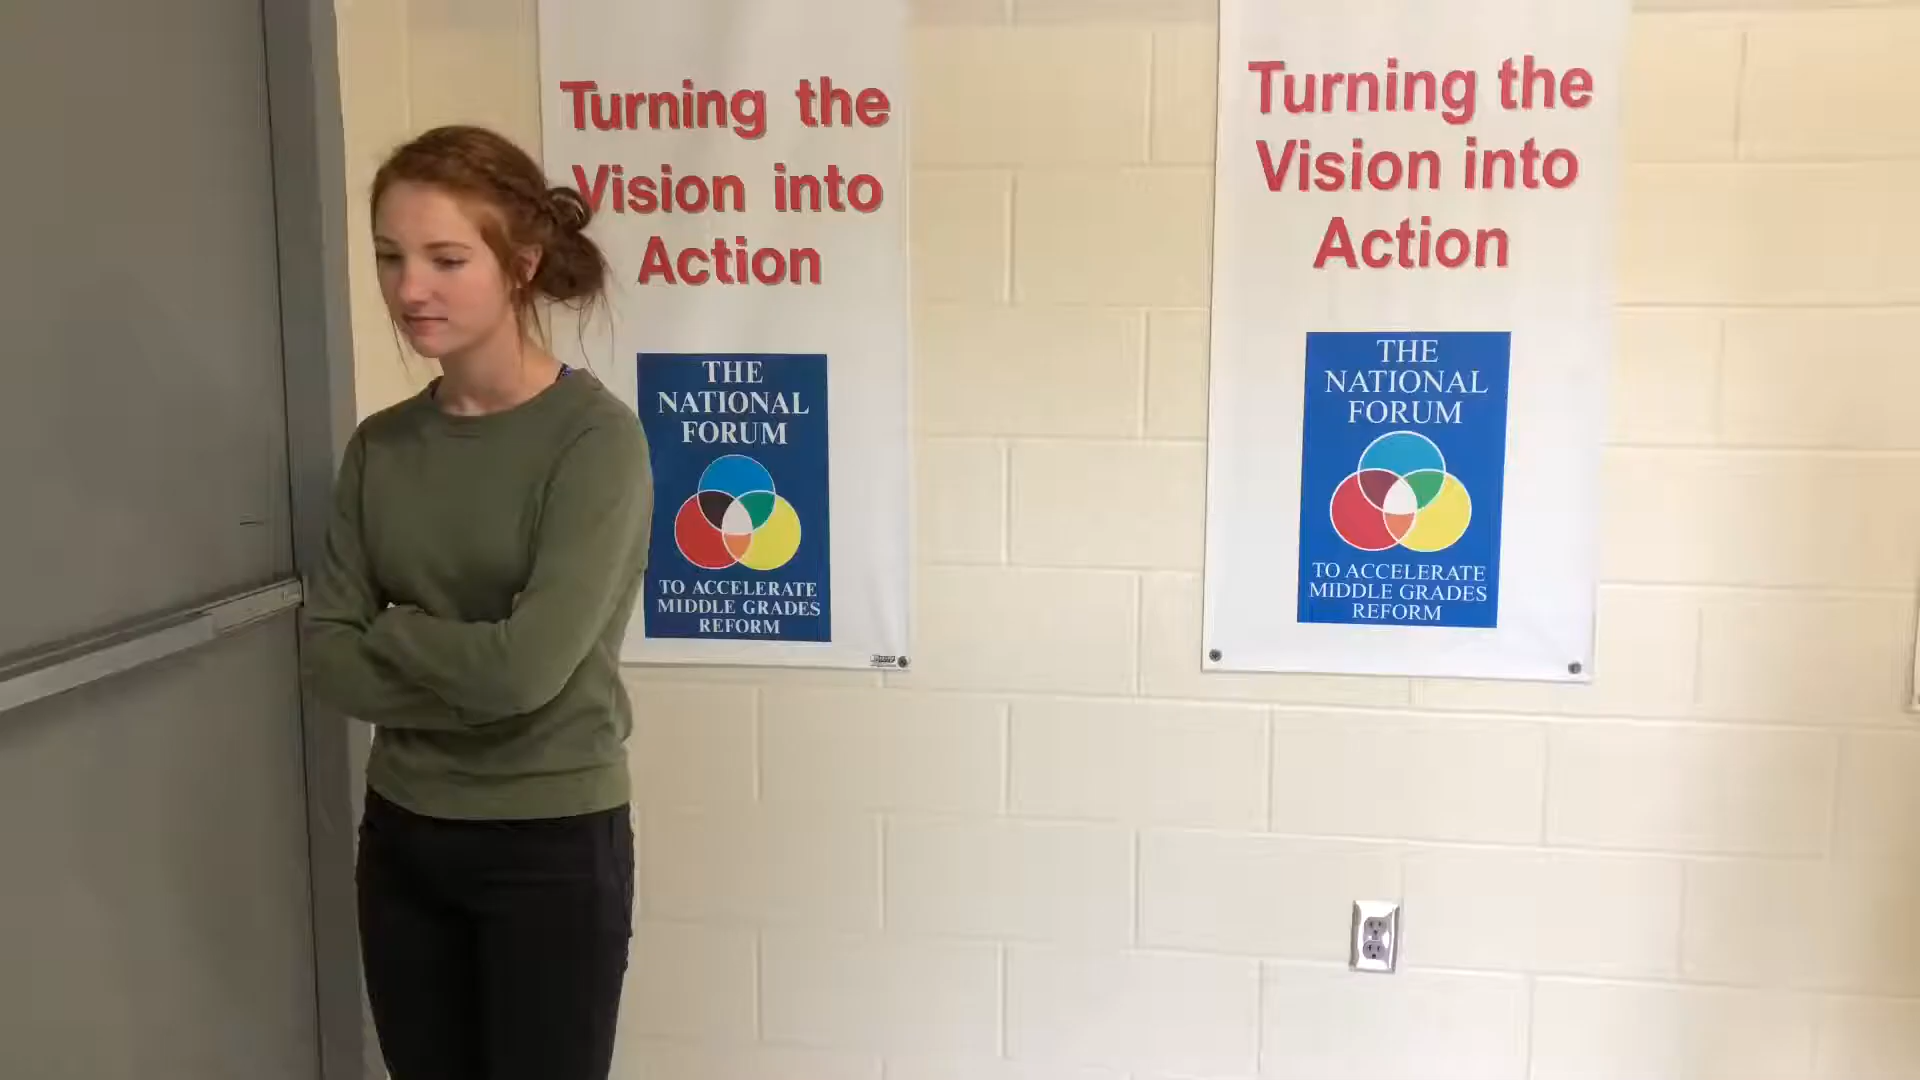 Turning the
Vision into
Action
THE
NATIONAL
FORUM
TO ACCELERATE
MIDDLE GRADES
REFORM
Turning the
Vision into
Action
THE
NATIONAL
FORUM
TO ACCELERATE
MIDDLE GRADES
REFORM